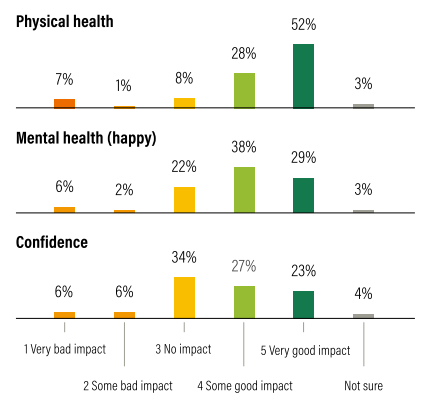 Physical health
7%
1%
8%
28%
52%
3%
Mental health (happy)
6%
2%
22%
38%
29%
3%
Confidence
6%
6%
34%
27%
23%
4%
1 Very bad impact
3 No impact
5 Very good impact
2 Some bad impact
4 Some good impact
Not sure